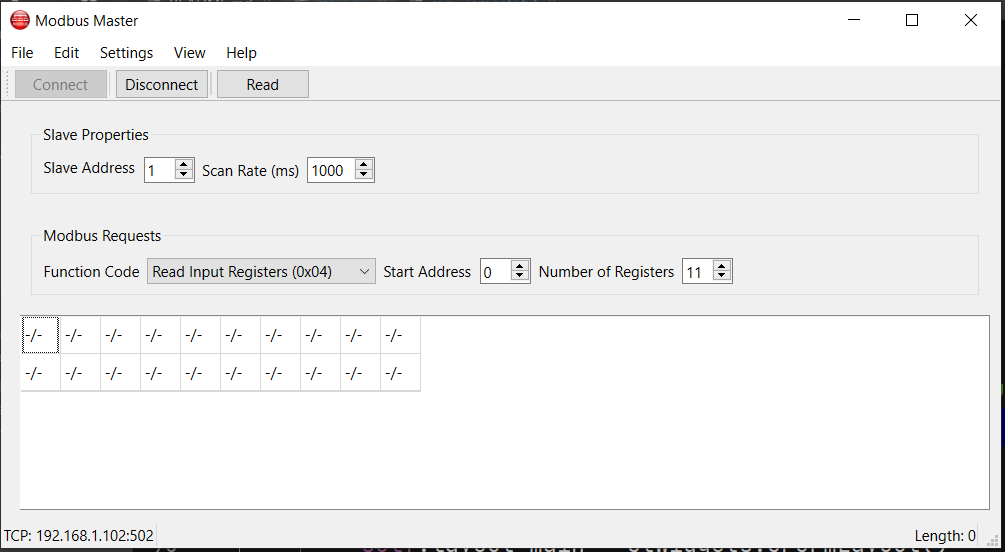 Modbus Master
File Edit Settings View Help
Connect Disconnect Read
Slave Properties
Slave Address 1 Scan Rate (ms) 1000
Modbus Requests
Function Code Read Input Registers (0x04) Start Address 0 Number of Registers 11
-/- -/- -/- -/- -/- -/- -/- -/- -/- -/-
-/- -/- -/- -/- -/- -/- -/- -/- -/- -/-
TCP: 192.168.1.102:502 Length: 0